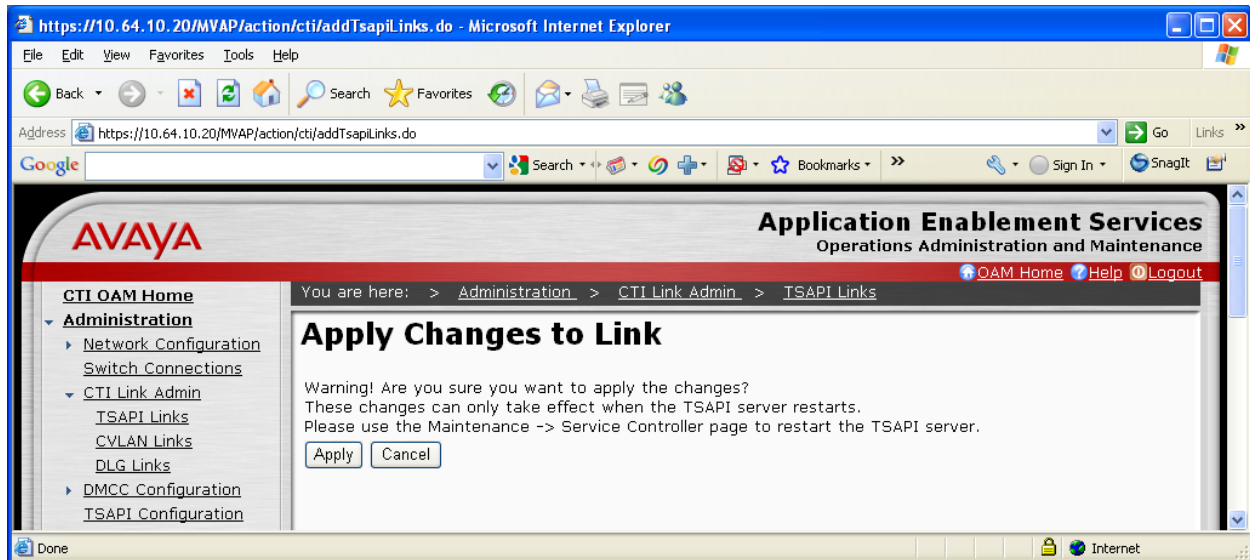 https://10.64.10.20/MVAP/action/cti/addTsapiLinks.do - Microsoft Internet Explorer
File Edit View Favorites Tools Help
Back Search Favorites
Address https://10.64.10.20/MVAP/action/cti/addTsapiLinks.do Go Links »
Google Search Bookmarks » Sign In SnagIt
AVAYA
Application Enablement Services
Operations Administration and Maintenance
OAM Home Help Logout
You are here: > Administration > CTI Link Admin > TSAPI Links
CTI OAM Home
Administration
Network Configuration
Switch Connections
CTI Link Admin
TSAPI Links
CVLAN Links
DLG Links
DMCC Configuration
TSAPI Configuration
Apply Changes to Link
Warning! Are you sure you want to apply the changes?
These changes can only take effect when the TSAPI server restarts.
Please use the Maintenance -> Service Controller page to restart the TSAPI server.
Apply Cancel
Done Internet